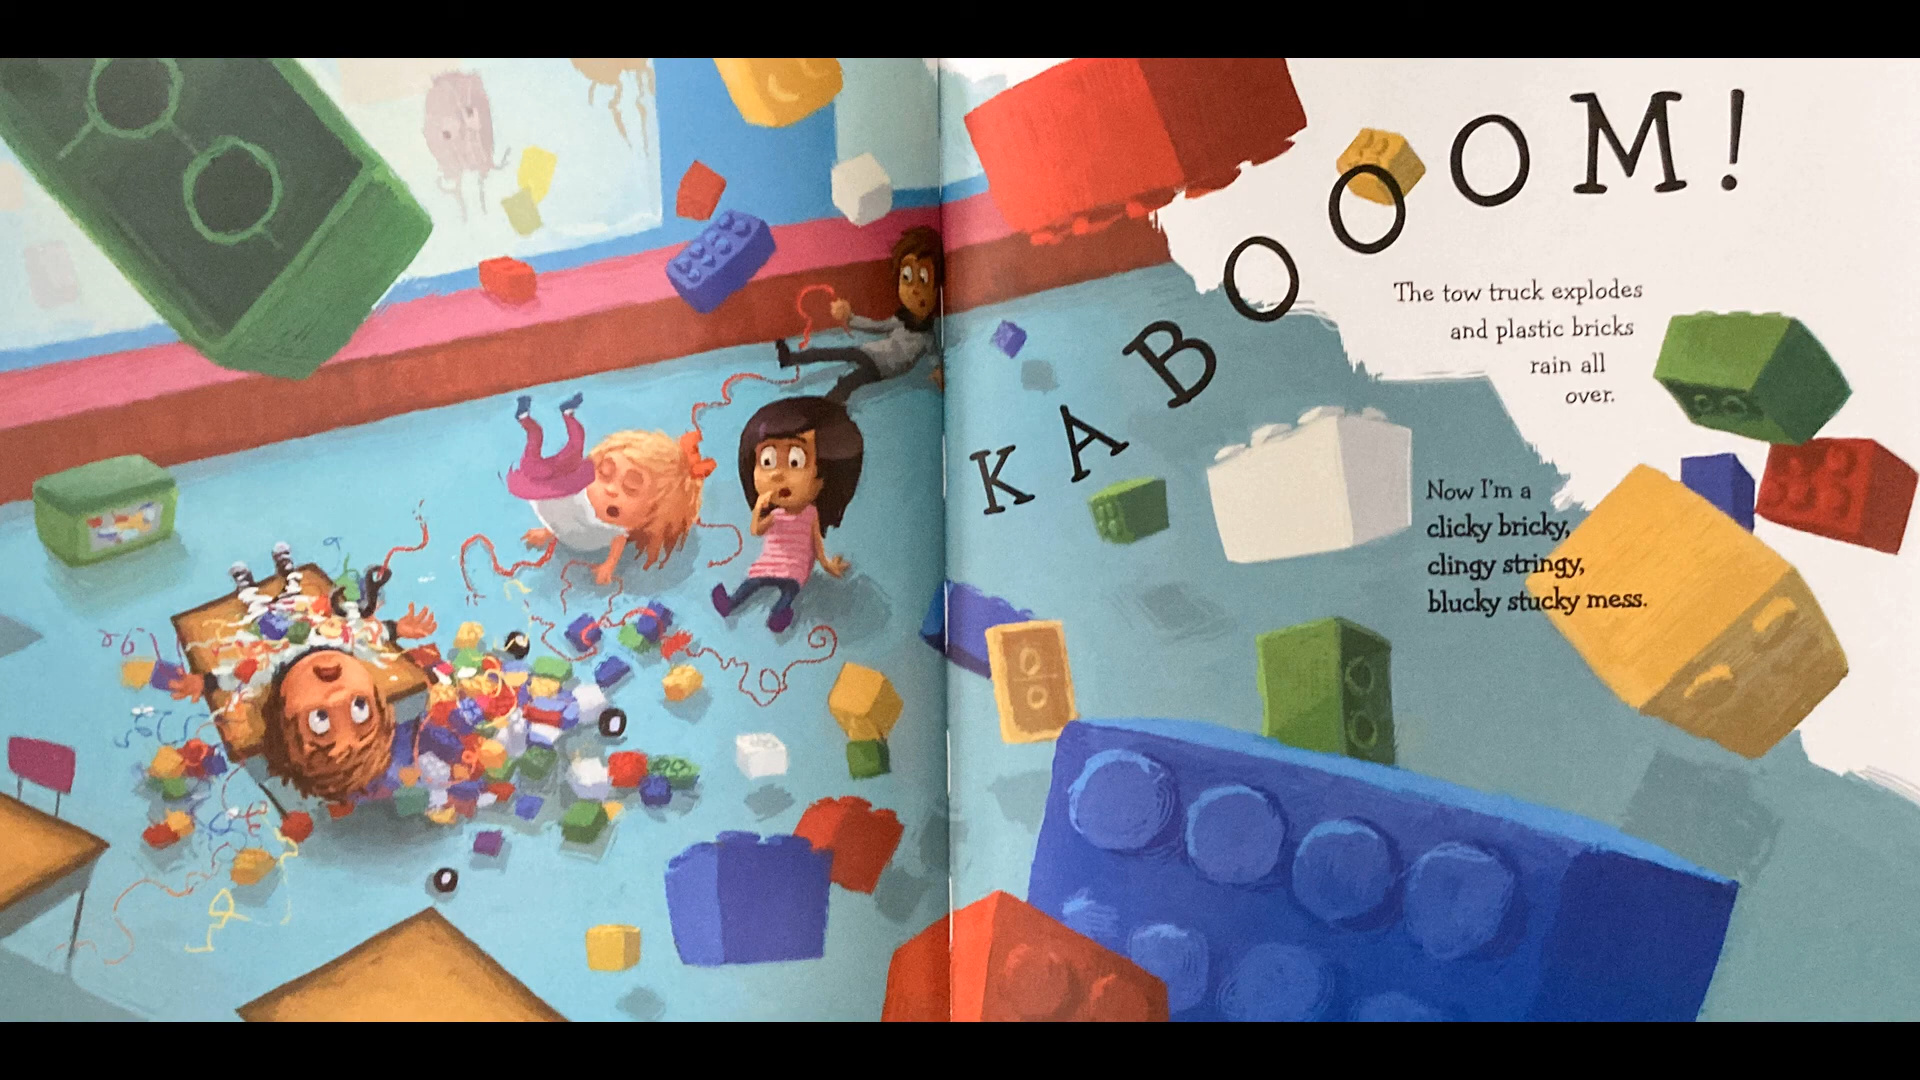 KABOOOM!
The tow truck explodes
and plastic bricks
rain all
over.
Now I'm a
clicky bricky,
clingy stringy,
blucky stucky mess.